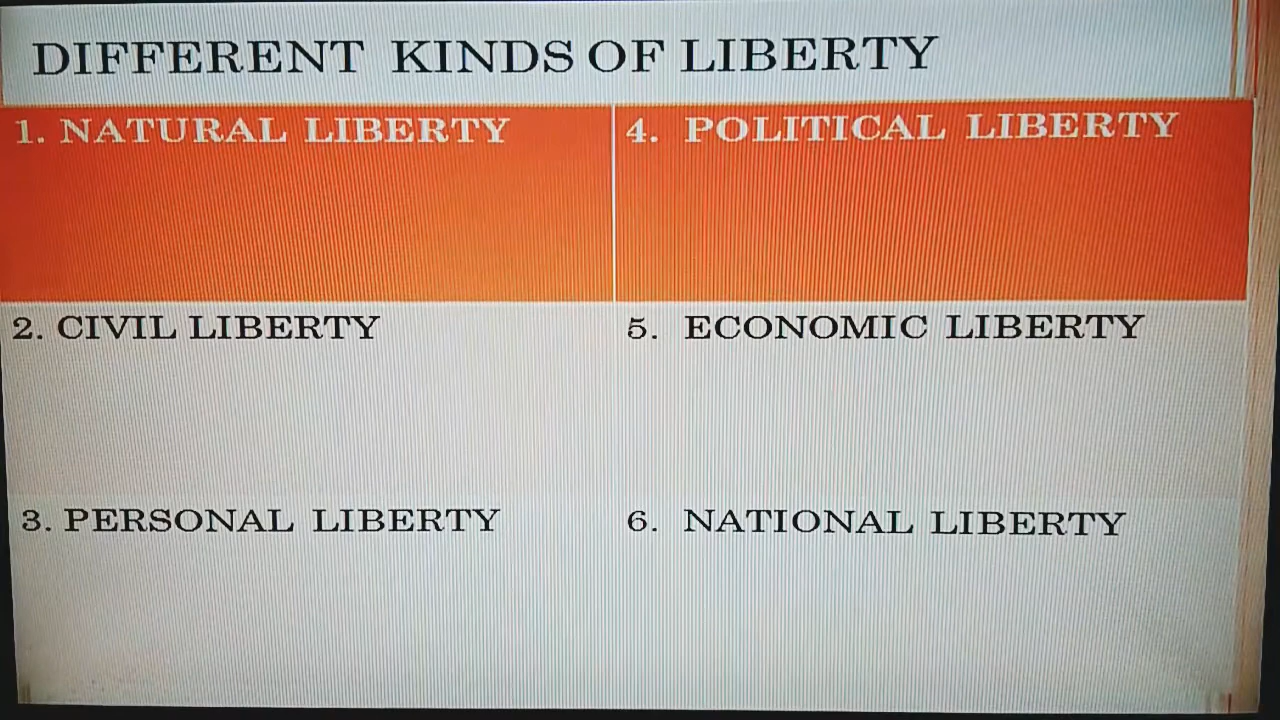 DIFFERENT KINDS OF LIBERTY
1. NATURAL LIBERTY
4. POLITICAL LIBERTY
2. CIVIL LIBERTY
5. ECONOMIC LIBERTY
3. PERSONAL LIBERTY
6. NATIONAL LIBERTY